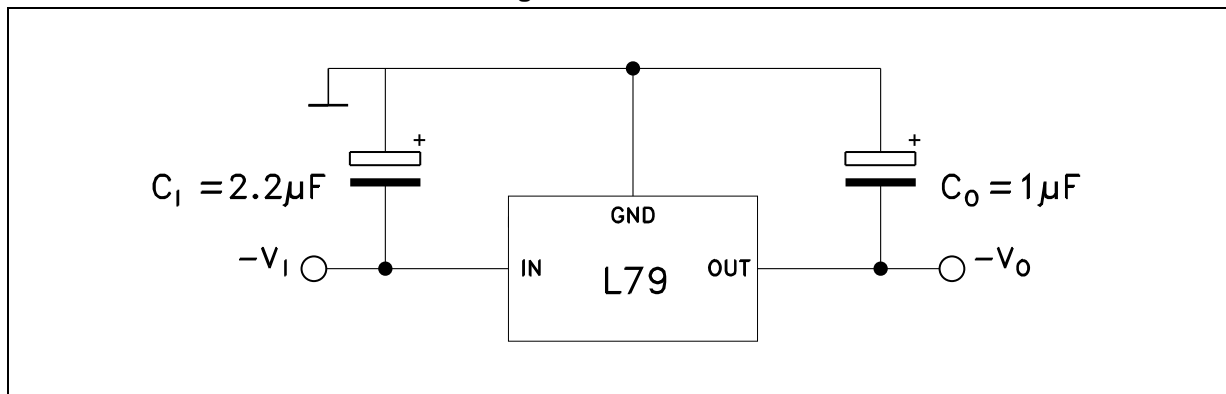 +
+
C_I = 2.2µF
C_O = 1µF
GND
-V_I
IN
L79
OUT
-V_O